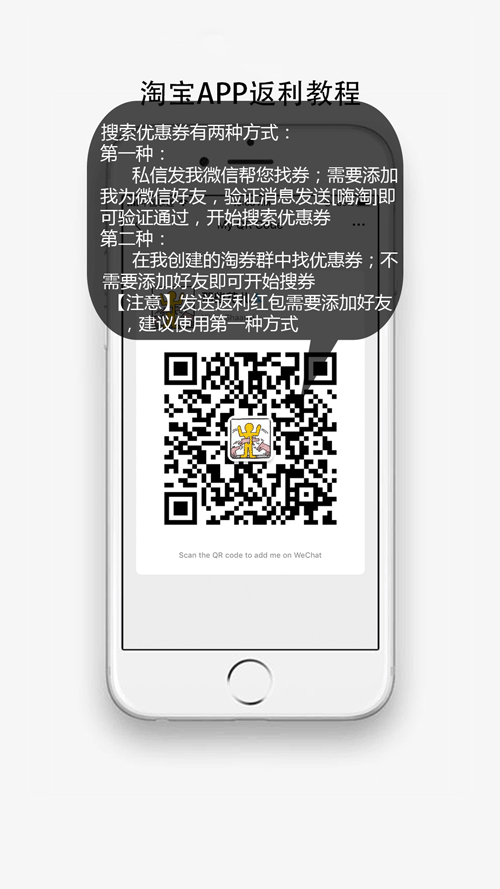 淘宝APP返利教程
搜索优惠券有两种方式：
第一种：
私信发我微信帮您找券；需要添加
我为微信好友，验证消息发送[嗨淘]即
可验证通过，开始搜索优惠券
My QR Code
第二种：
在我创建的淘券群中找优惠券；不
需要添加好友即可开始搜券
【注意】发送返利红包需要添加好友
，建议使用第一种方式
Scan the QR code to add me on WeChat